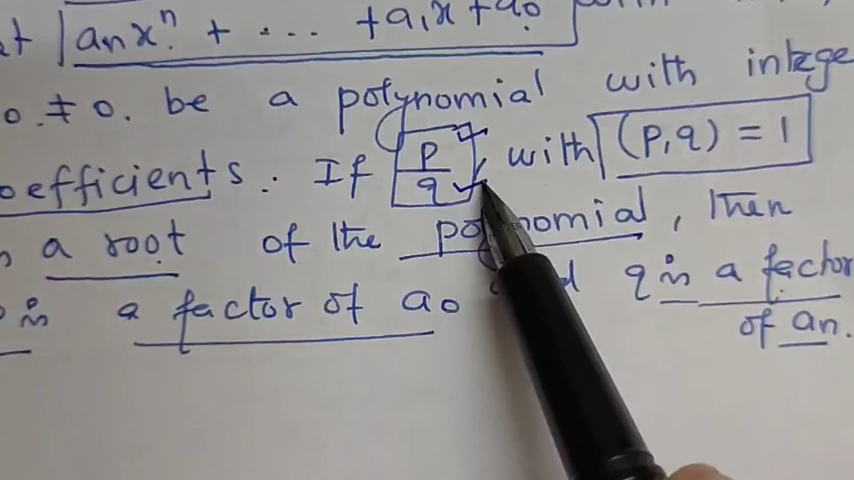 anxⁿ + ... + a₁x + a₀
≠ 0. be a polynomial with intege
oefficients. If p/q, with (p,q) = 1
a root of the polynomial, then
is a factor of a₀ q is a factor
of an.